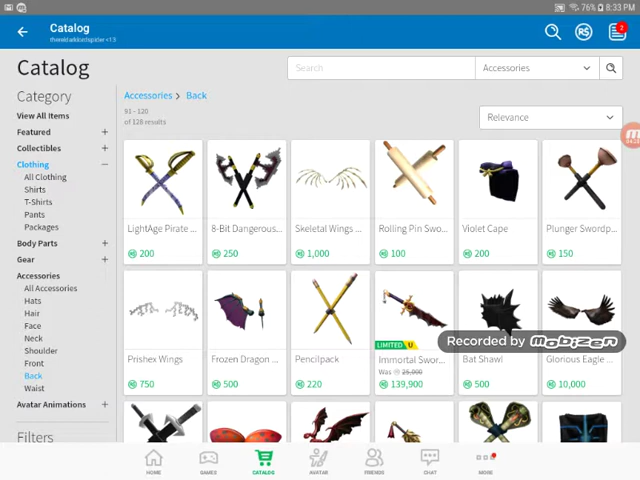 76% 8:33 PM
Catalog
R$
2
Catalog
Search
Accessories
Category
View All Items
Featured +
Collectibles +
Clothing −
All Clothing
Shirts
T-Shirts
Pants
Packages
Body Parts +
Gear +
Accessories
All Accessories
Hats
Hair
Face
Neck
Shoulder
Front
Back
Waist
Avatar Animations +
Filters
Accessories > Back
91 - 120
of 128 results
Relevance
LightAge Pirate ...
200
8-Bit Dangerous...
250
Skeletal Wings ...
1,000
Rolling Pin Swo...
100
Violet Cape
200
Plunger Swordp...
150
Prishex Wings
750
Frozen Dragon ...
500
Pencilpack
220
LIMITED U
Immortal Swor...
Was 25,000
139,900
Bat Shawl
500
Glorious Eagle ...
10,000
Recorded by Mobizen
HOME
GAMES
CATALOG
AVATAR
FRIENDS
CHAT
MORE